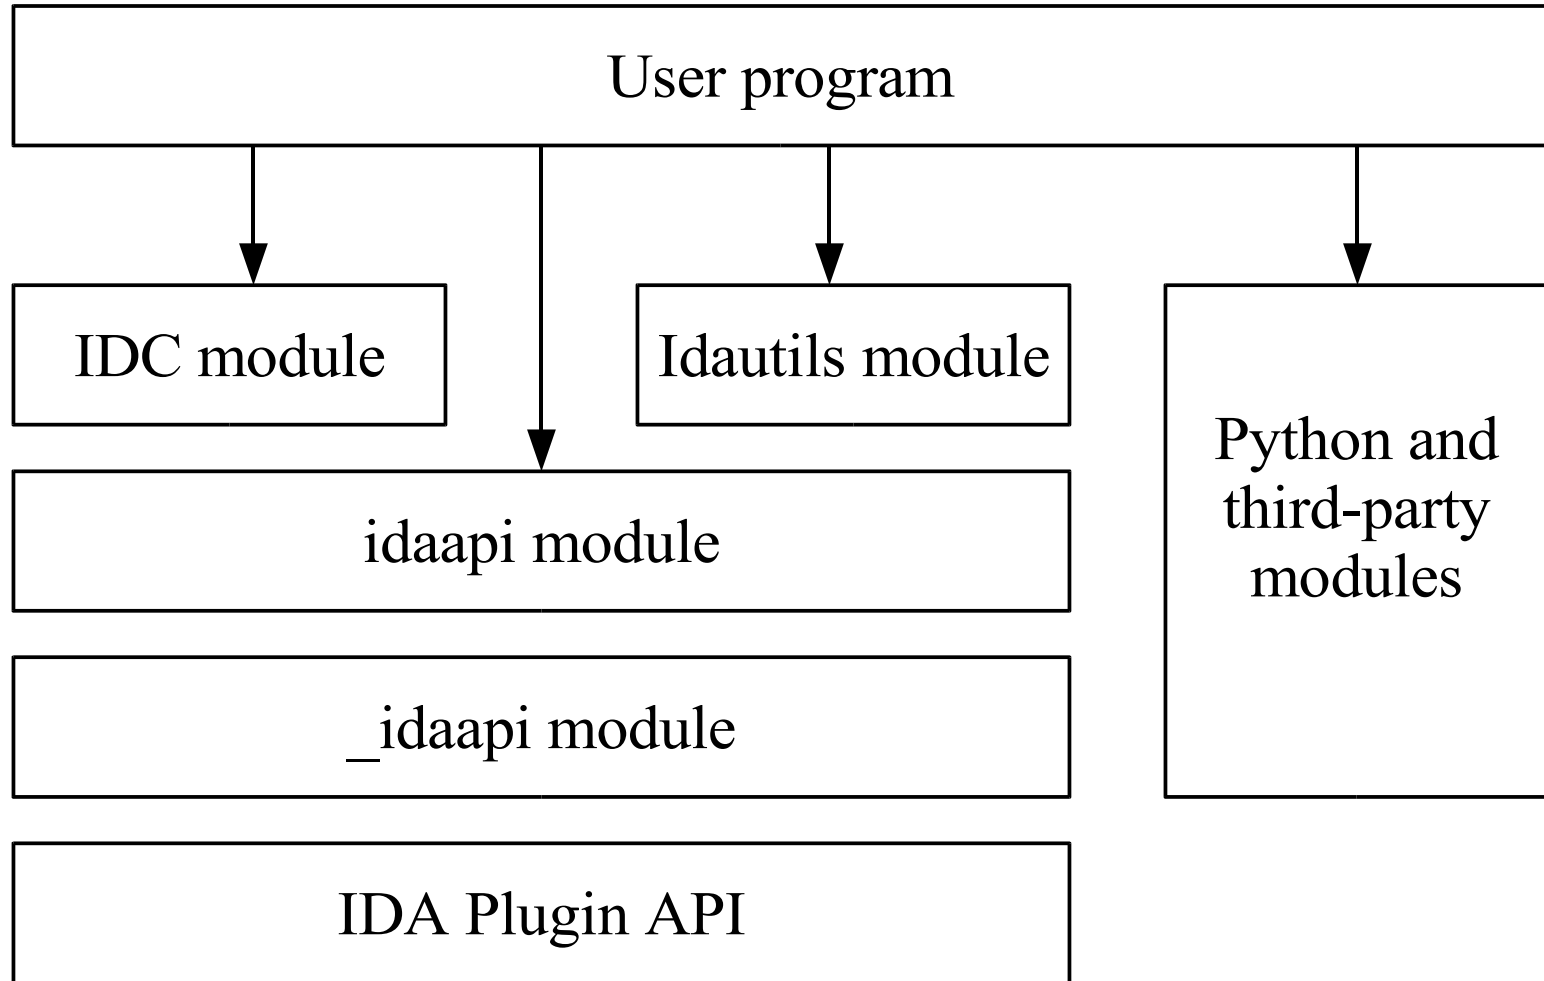 User program
IDC module
Idautils module
Python and
third-party
modules
idaapi module
_idaapi module
IDA Plugin API